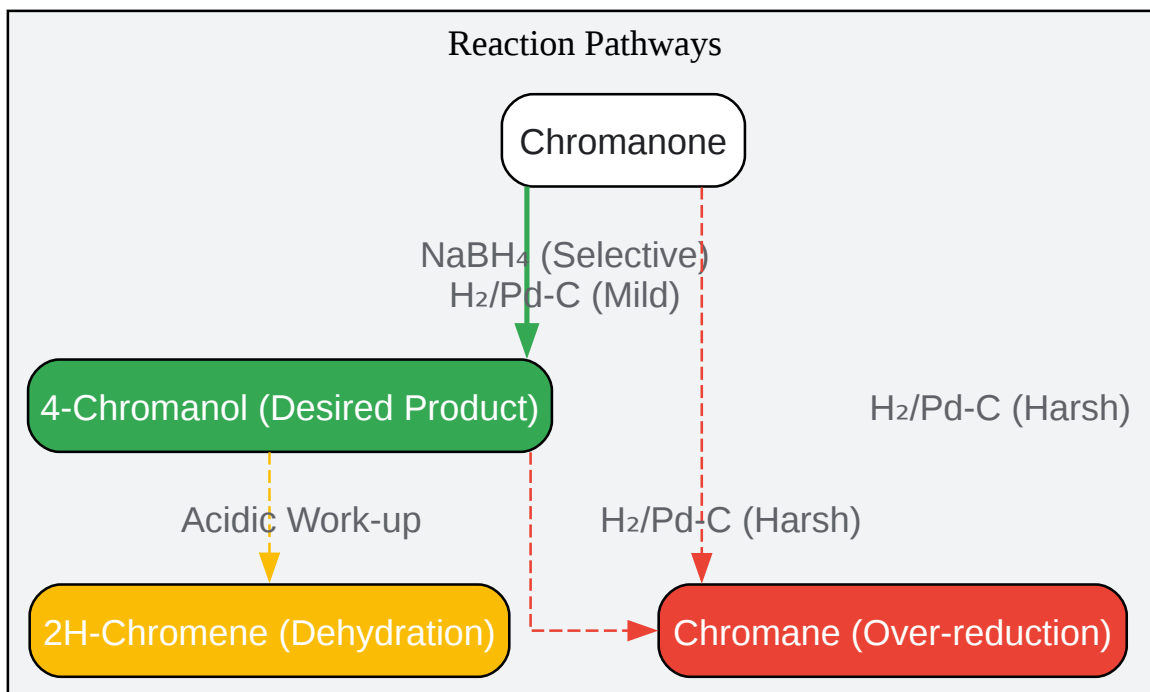 Reaction Pathways
Chromanone
NaBH₄ (Selective)
H₂/Pd-C (Mild)
4-Chromanol (Desired Product)
H₂/Pd-C (Harsh)
Acidic Work-up
H₂/Pd-C (Harsh)
2H-Chromene (Dehydration)
Chromane (Over-reduction)